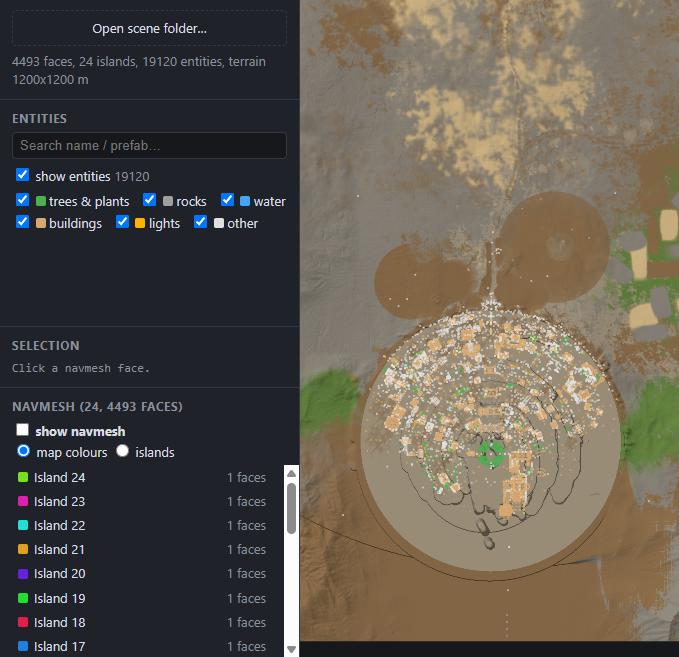 Open scene folder...
4493 faces, 24 islands, 19120 entities, terrain
1200x1200 m
ENTITIES
Search name / prefab...
show entities 19120
trees & plants rocks water
buildings lights other
SELECTION
Click a navmesh face.
NAVMESH (24, 4493 FACES)
show navmesh
map colours islands
Island 24 1 faces
Island 23 1 faces
Island 22 1 faces
Island 21 1 faces
Island 20 1 faces
Island 19 1 faces
Island 18 1 faces
Island 17 1 faces